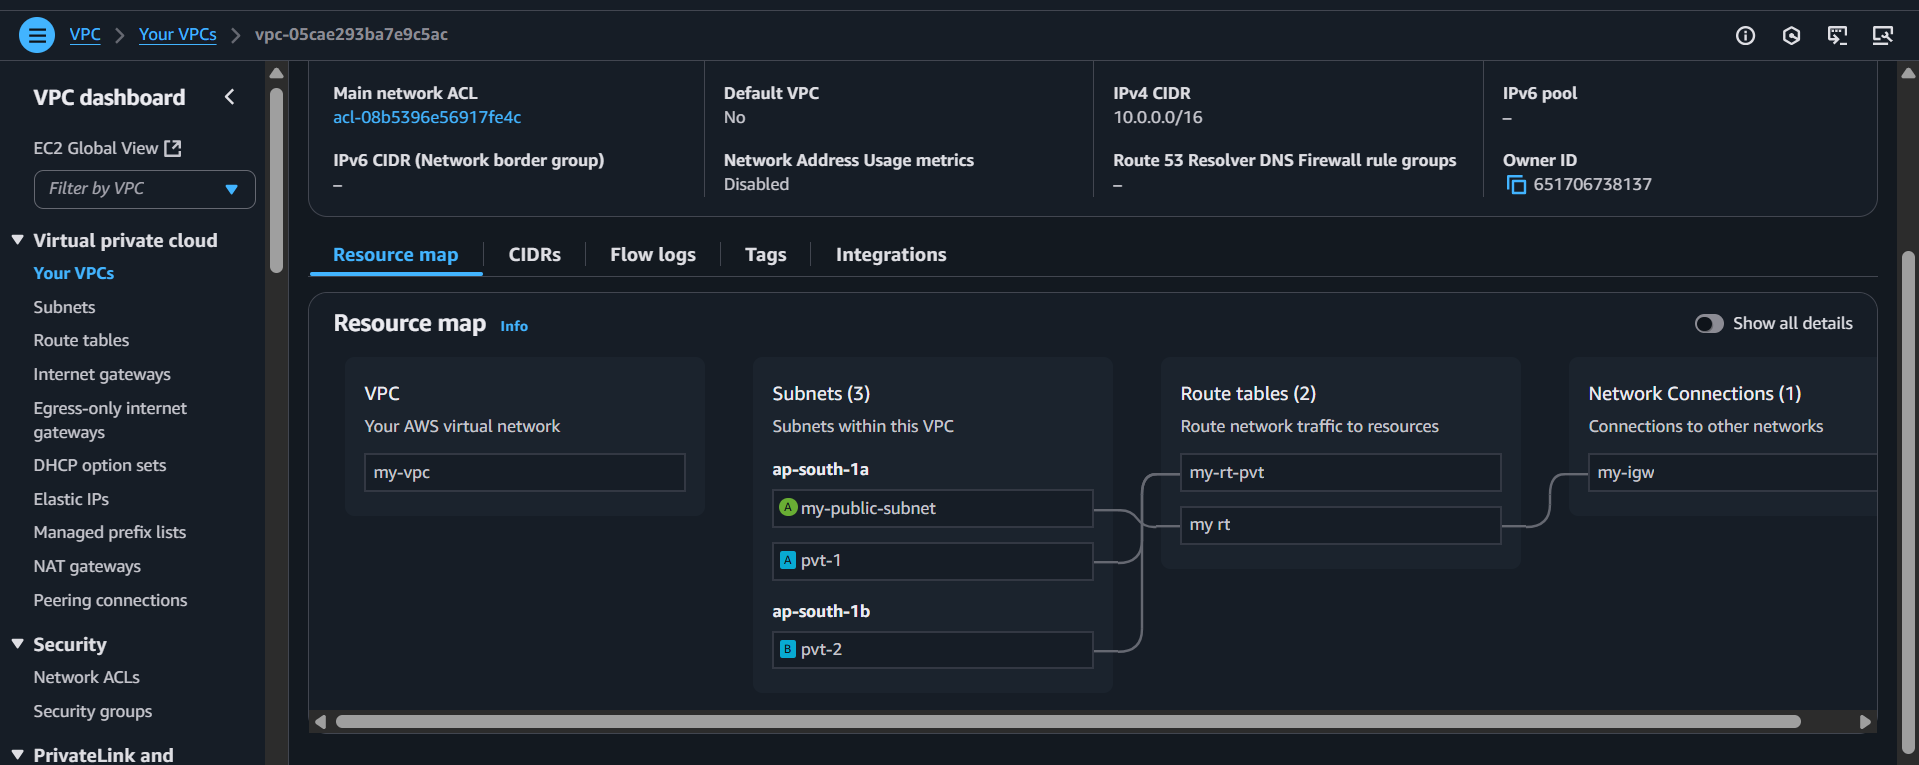 VPC > Your VPCs > vpc-05cae293ba7e9c5ac
VPC dashboard
EC2 Global View
Filter by VPC
Virtual private cloud
Your VPCs
Subnets
Route tables
Internet gateways
Egress-only internet
gateways
DHCP option sets
Elastic IPs
Managed prefix lists
NAT gateways
Peering connections
Security
Network ACLs
Security groups
PrivateLink and
Main network ACL
acl-08b5396e56917fe4c
Default VPC
No
IPv4 CIDR
10.0.0.0/16
IPv6 pool
–
IPv6 CIDR (Network border group)
–
Network Address Usage metrics
Disabled
Route 53 Resolver DNS Firewall rule groups
–
Owner ID
651706738137
Resource map
CIDRs
Flow logs
Tags
Integrations
Resource map Info
Show all details
VPC
Your AWS virtual network
my-vpc
Subnets (3)
Subnets within this VPC
ap-south-1a
A my-public-subnet
A pvt-1
ap-south-1b
B pvt-2
Route tables (2)
Route network traffic to resources
my-rt-pvt
my rt
Network Connections (1)
Connections to other networks
my-igw